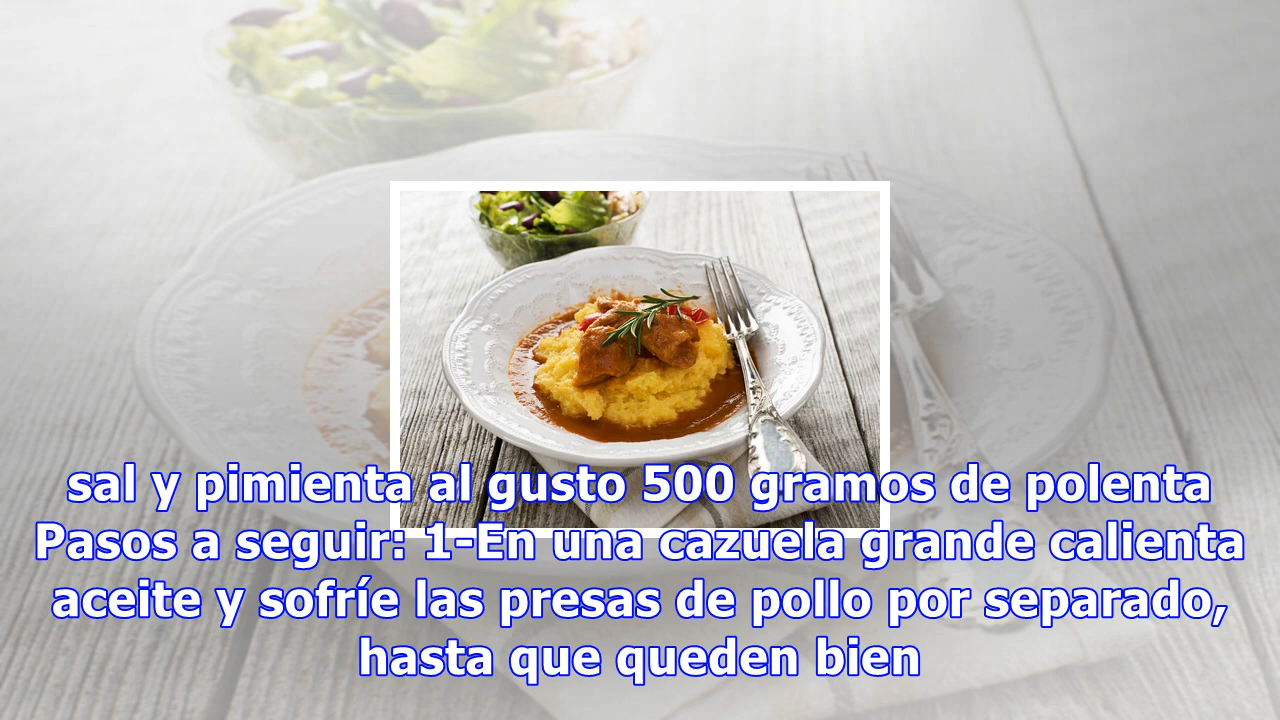 sal y pimienta al gusto 500 gramos de polenta
Pasos a seguir: 1-En una cazuela grande calienta
aceite y sofríe las presas de pollo por separado,
hasta que queden bien